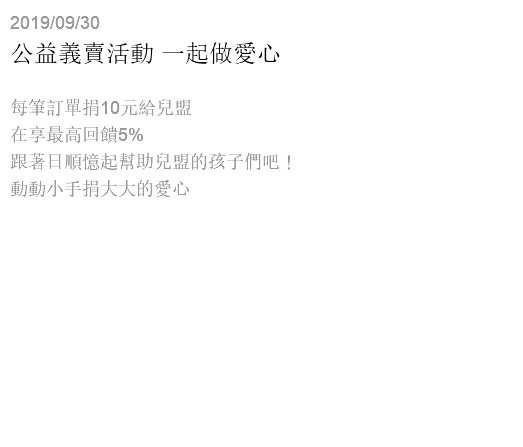 2019/09/30
公益義賣活動 一起做愛心
每筆訂單捐10元給兒盟
在享最高回饋5%
跟著日順憶起幫助兒盟的孩子們吧！
動動小手捐大大的愛心